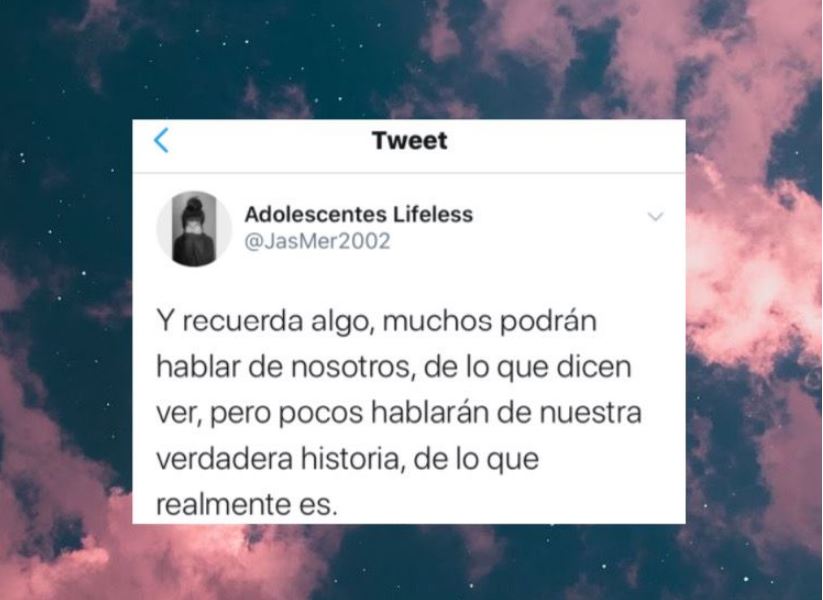 Tweet
Adolescentes Lifeless
@JasMer2002
Y recuerda algo, muchos podrán
hablar de nosotros, de lo que dicen
ver, pero pocos hablarán de nuestra
verdadera historia, de lo que
realmente es.